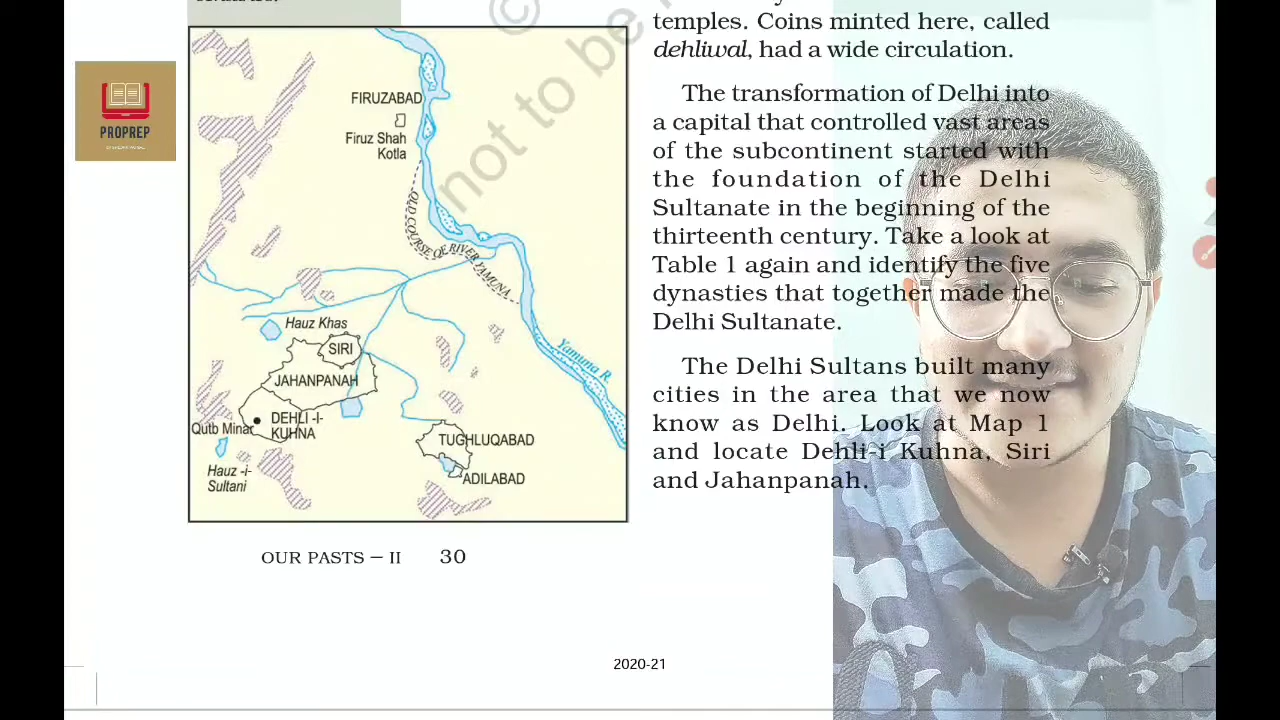 temples. Coins minted here, called
dehliwal, had a wide circulation.
The transformation of Delhi into
a capital that controlled vast areas
of the subcontinent started with
the foundation of the Delhi
Sultanate in the beginning of the
thirteenth century. Take a look at
Table 1 again and identify the five
dynasties that together made the
Delhi Sultanate.
The Delhi Sultans built many
cities in the area that we now
know as Delhi. Look at Map 1
and locate Dehli-i Kuhna, Siri
and Jahanpanah.
PROPREP
FIRUZABAD
Firuz Shah
Kotla
OLD COURSE OF RIVER YAMUNA
Hauz Khas
SIRI
JAHANPANAH
Yamuna R.
Qutb Minar
DEHLI -I-
KUHNA
TUGHLUQABAD
Hauz -i-
Sultani
ADILABAD
©
not to be
OUR PASTS – II 30
2020-21